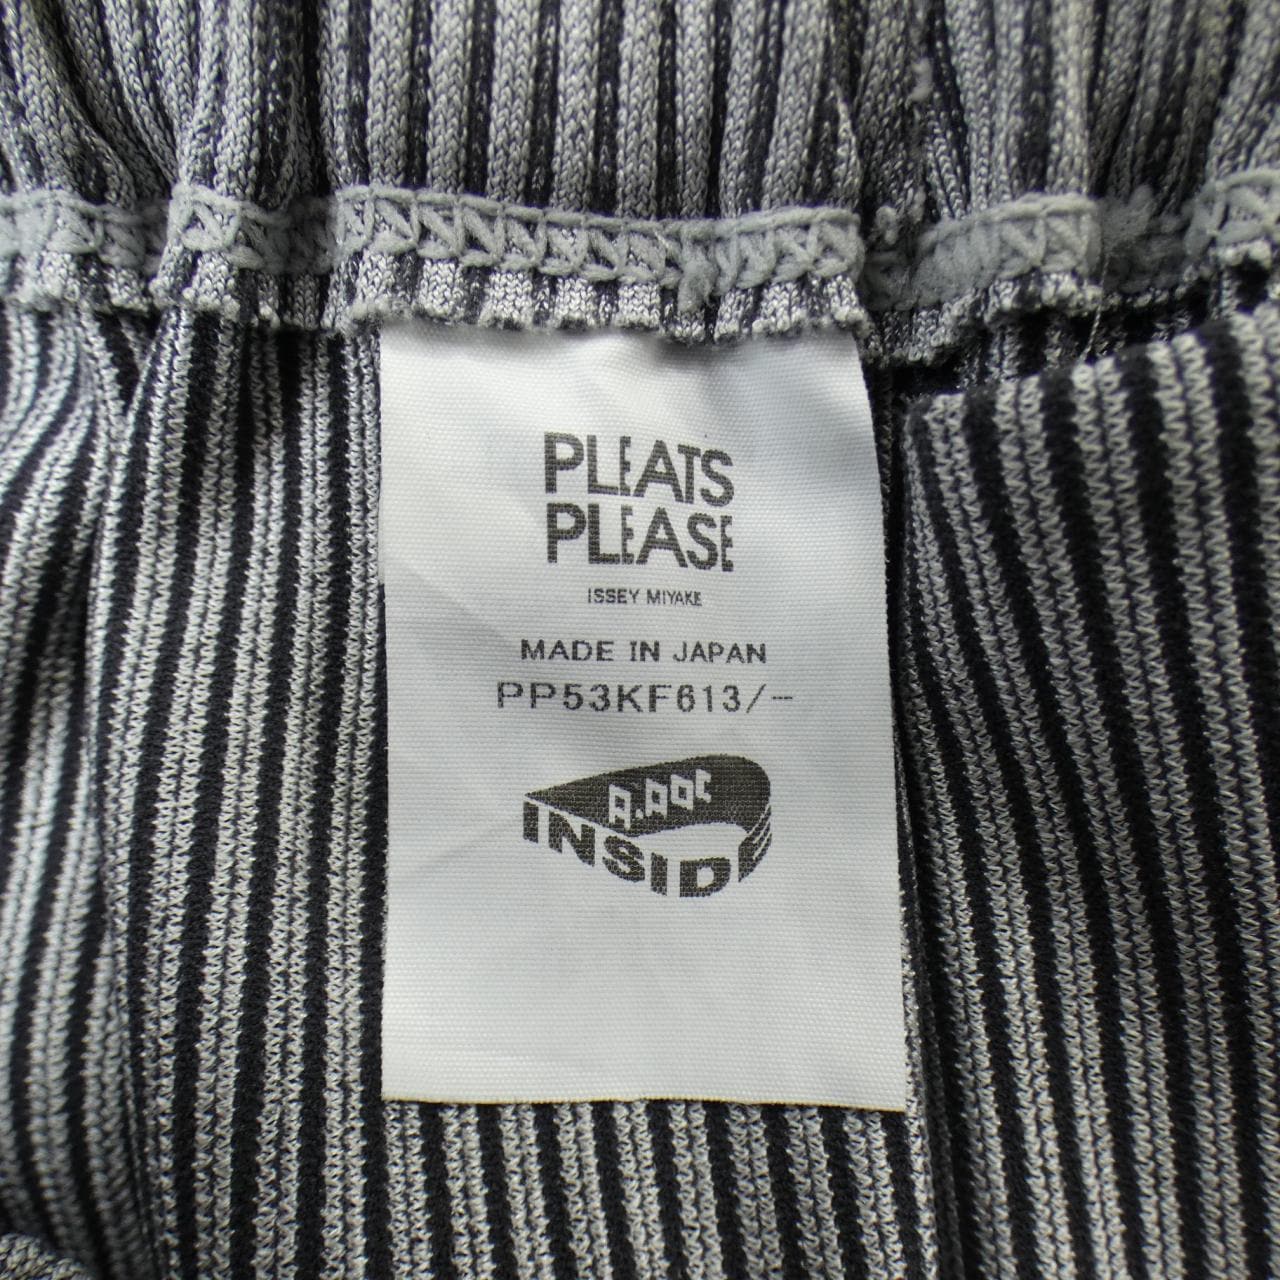 PLEATS
PLEASE
ISSEY MIYAKE
MADE IN JAPAN
PP53KF613/-
A.POC
INSIDE